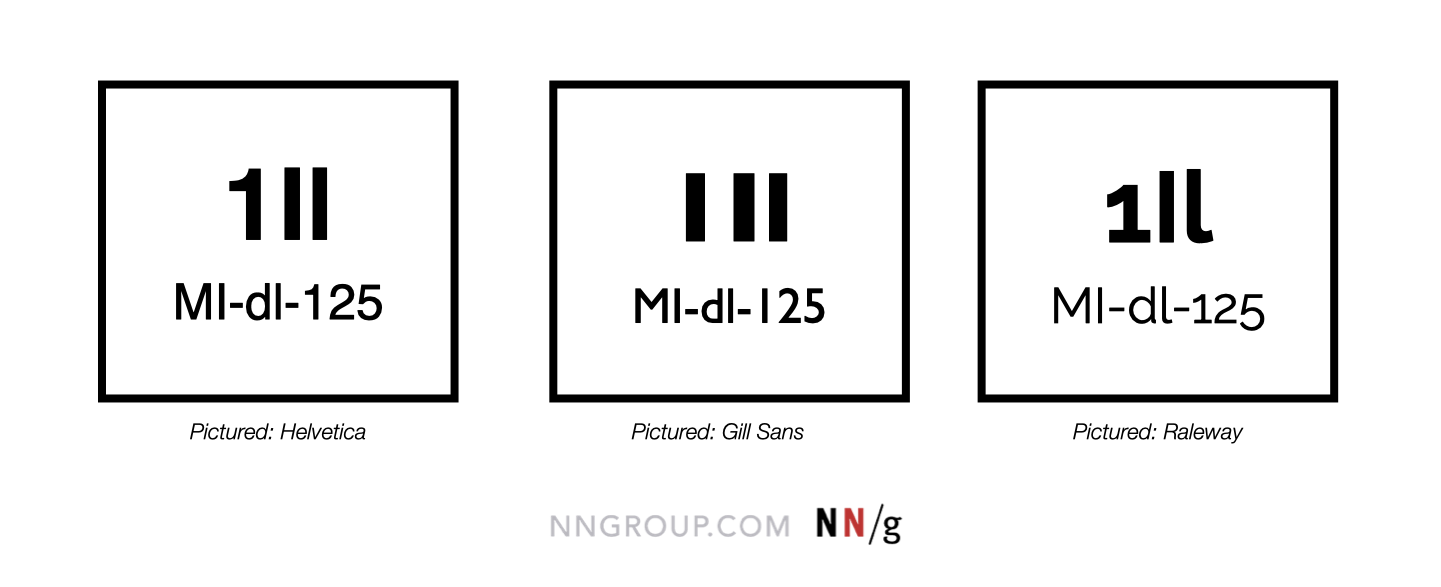 1Il
MI-dl-125
Pictured: Helvetica
1Il
MI-dl-125
Pictured: Gill Sans
1Il
MI-dl-125
Pictured: Raleway
NNGROUP.COM NN/g